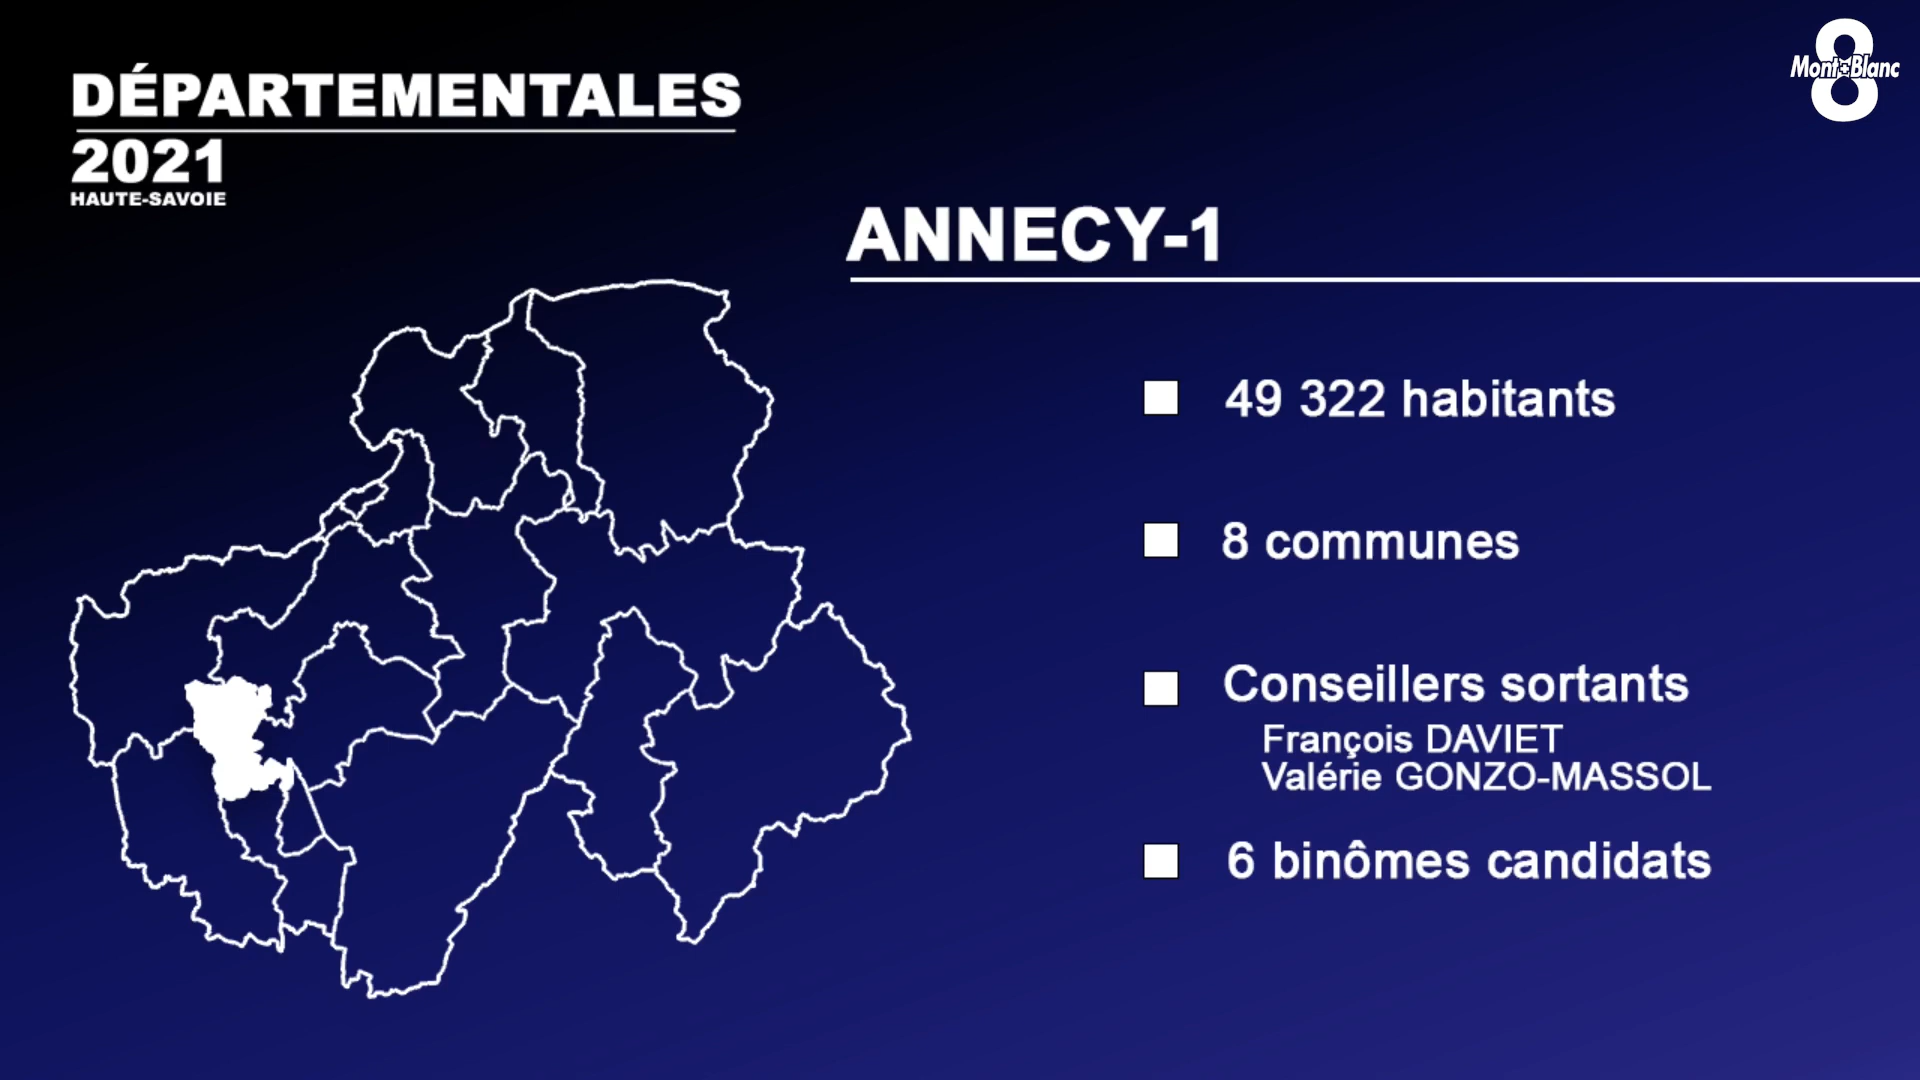 DÉPARTEMENTALES
2021
HAUTE-SAVOIE
8
Mont Blanc
ANNECY-1
49 322 habitants
8 communes
Conseillers sortants
François DAVIET
Valérie GONZO-MASSOL
6 binômes candidats